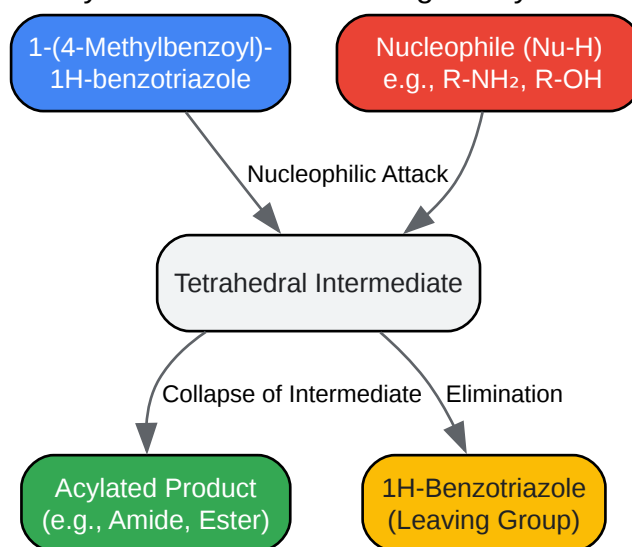 1-(4-Methylbenzoyl)-
1H-benzotriazole
Nucleophile (Nu-H)
e.g., R-NH₂, R-OH
Nucleophilic Attack
Tetrahedral Intermediate
Collapse of Intermediate
Elimination
Acylated Product
(e.g., Amide, Ester)
1H-Benzotriazole
(Leaving Group)